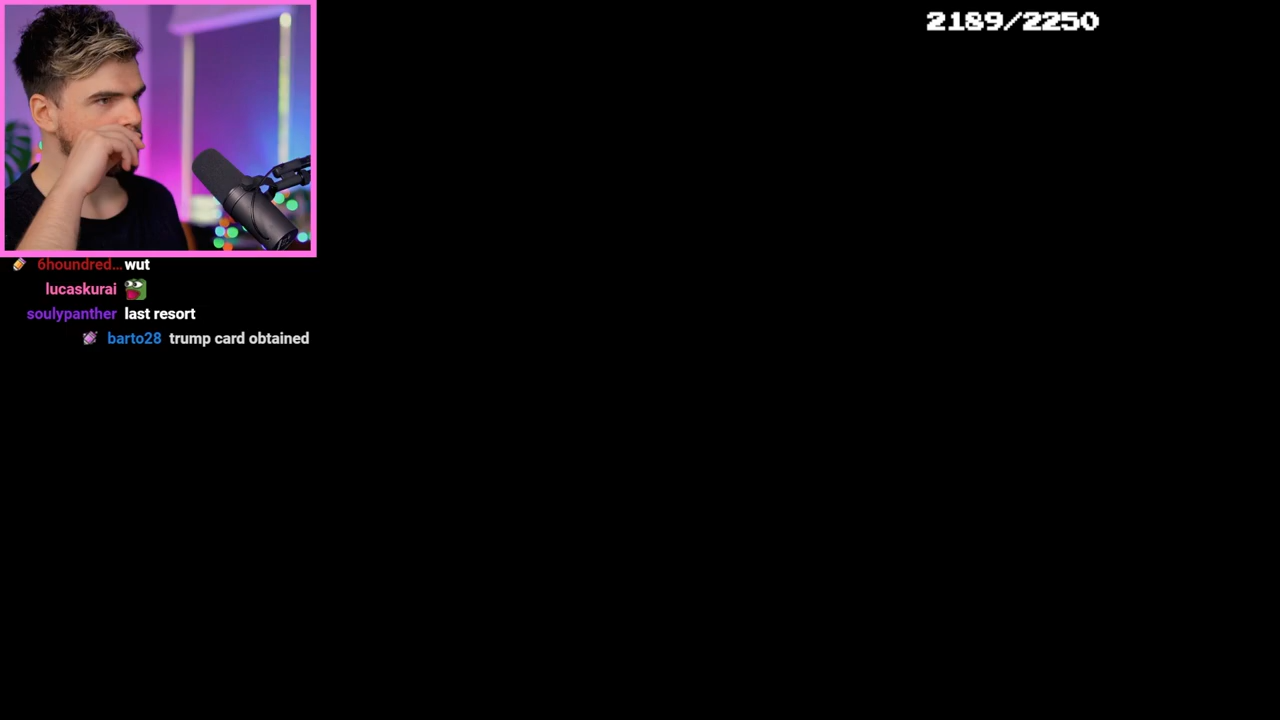 2189/2250
6houndred… wut
lucaskurai
soulypanther last resort
barto28 trump card obtained